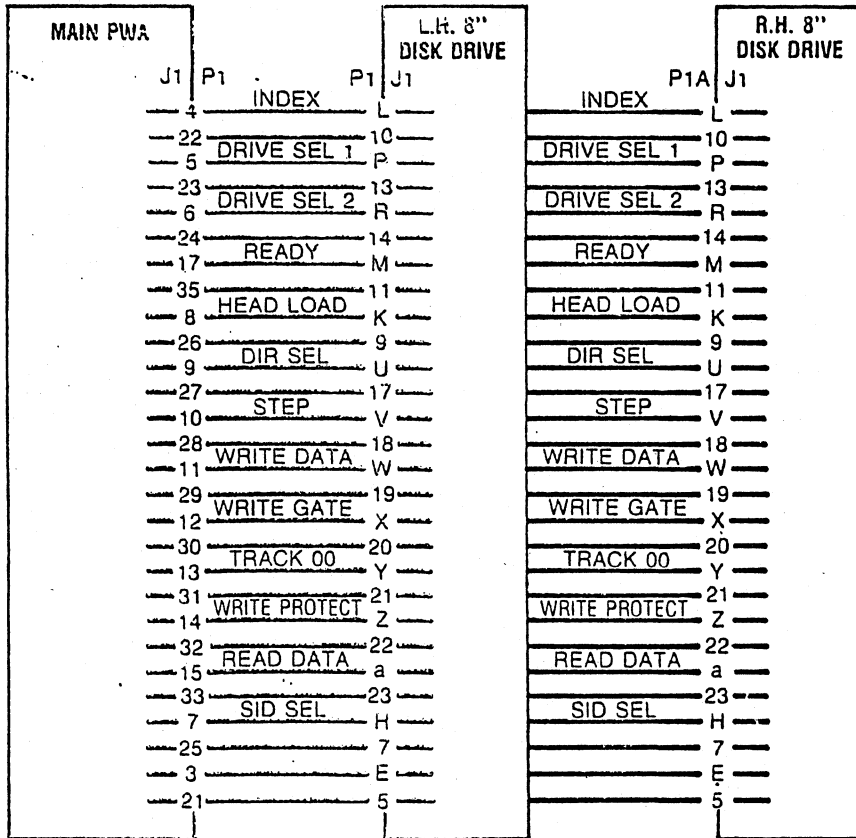 MAIN PWA L.H. 8" R.H. 8"
DISK DRIVE DISK DRIVE
J1 P1 P1 J1 P1A J1
INDEX INDEX
4 L L
22 10 10
DRIVE SEL 1 DRIVE SEL 1
5 P P
23 13 13
DRIVE SEL 2 DRIVE SEL 2
6 R R
24 14 14
READY READY
17 M M
35 11 11
HEAD LOAD HEAD LOAD
8 K K
26 9 9
DIR SEL DIR SEL
9 U U
27 17 17
STEP STEP
10 V V
28 18 18
WRITE DATA WRITE DATA
11 W W
29 19 19
WRITE GATE WRITE GATE
12 X X
30 20 20
TRACK 00 TRACK 00
13 Y Y
31 21 21
WRITE PROTECT WRITE PROTECT
14 Z Z
32 22 22
READ DATA READ DATA
15 a a
33 23 23
SID SEL SID SEL
7 H H
25 7 7
3 E E
21 5 5